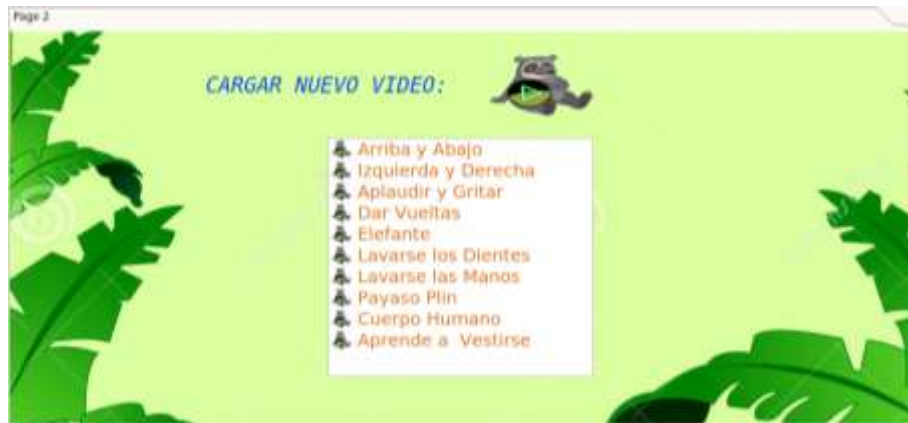 Page 2
CARGAR NUEVO VIDEO:
Arriba y Abajo
Izquierda y Derecha
Aplaudir y Gritar
Dar Vueltas
Elefante
Lavarse los Dientes
Lavarse las Manos
Payaso Plin
Cuerpo Humano
Aprende a  Vestirse